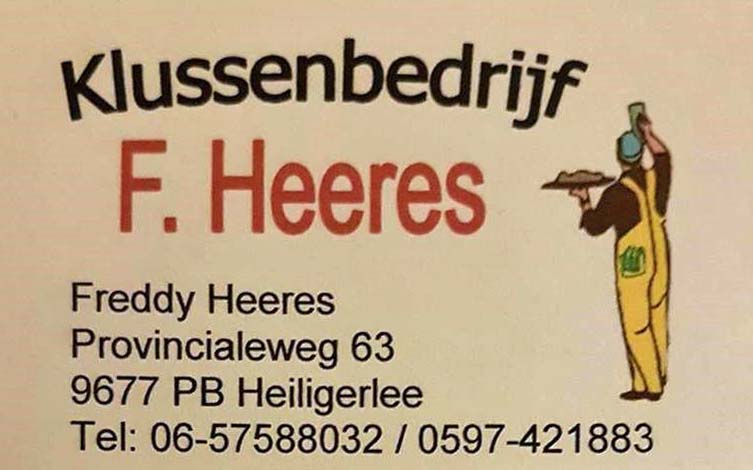 Klussenbedrijf
F. Heeres
Freddy Heeres
Provincialeweg 63
9677 PB Heiligerlee
Tel: 06-57588032 / 0597-421883